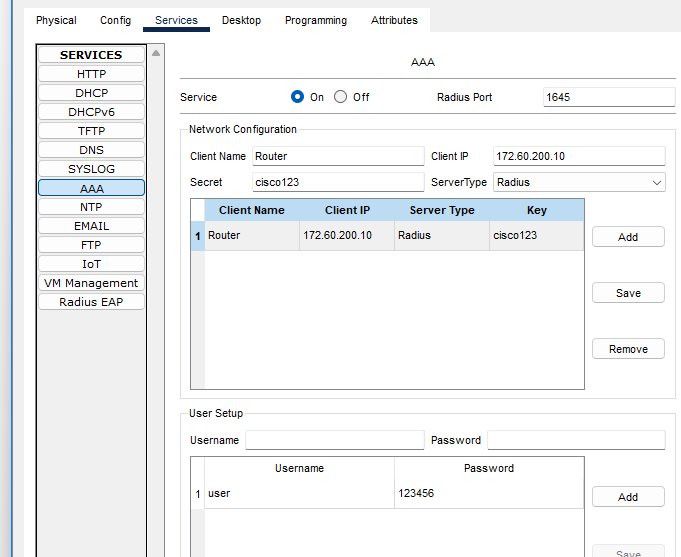 Physical Config Services Desktop Programming Attributes
SERVICES
HTTP
DHCP
DHCPv6
TFTP
DNS
SYSLOG
AAA
NTP
EMAIL
FTP
IoT
VM Management
Radius EAP
AAA
Service On Off Radius Port 1645
Network Configuration
Client Name Router Client IP 172.60.200.10
Secret cisco123 ServerType Radius
Client Name Client IP Server Type Key
1 Router 172.60.200.10 Radius cisco123
Add
Save
Remove
User Setup
Username Password
Username Password
1 user 123456
Add
Save